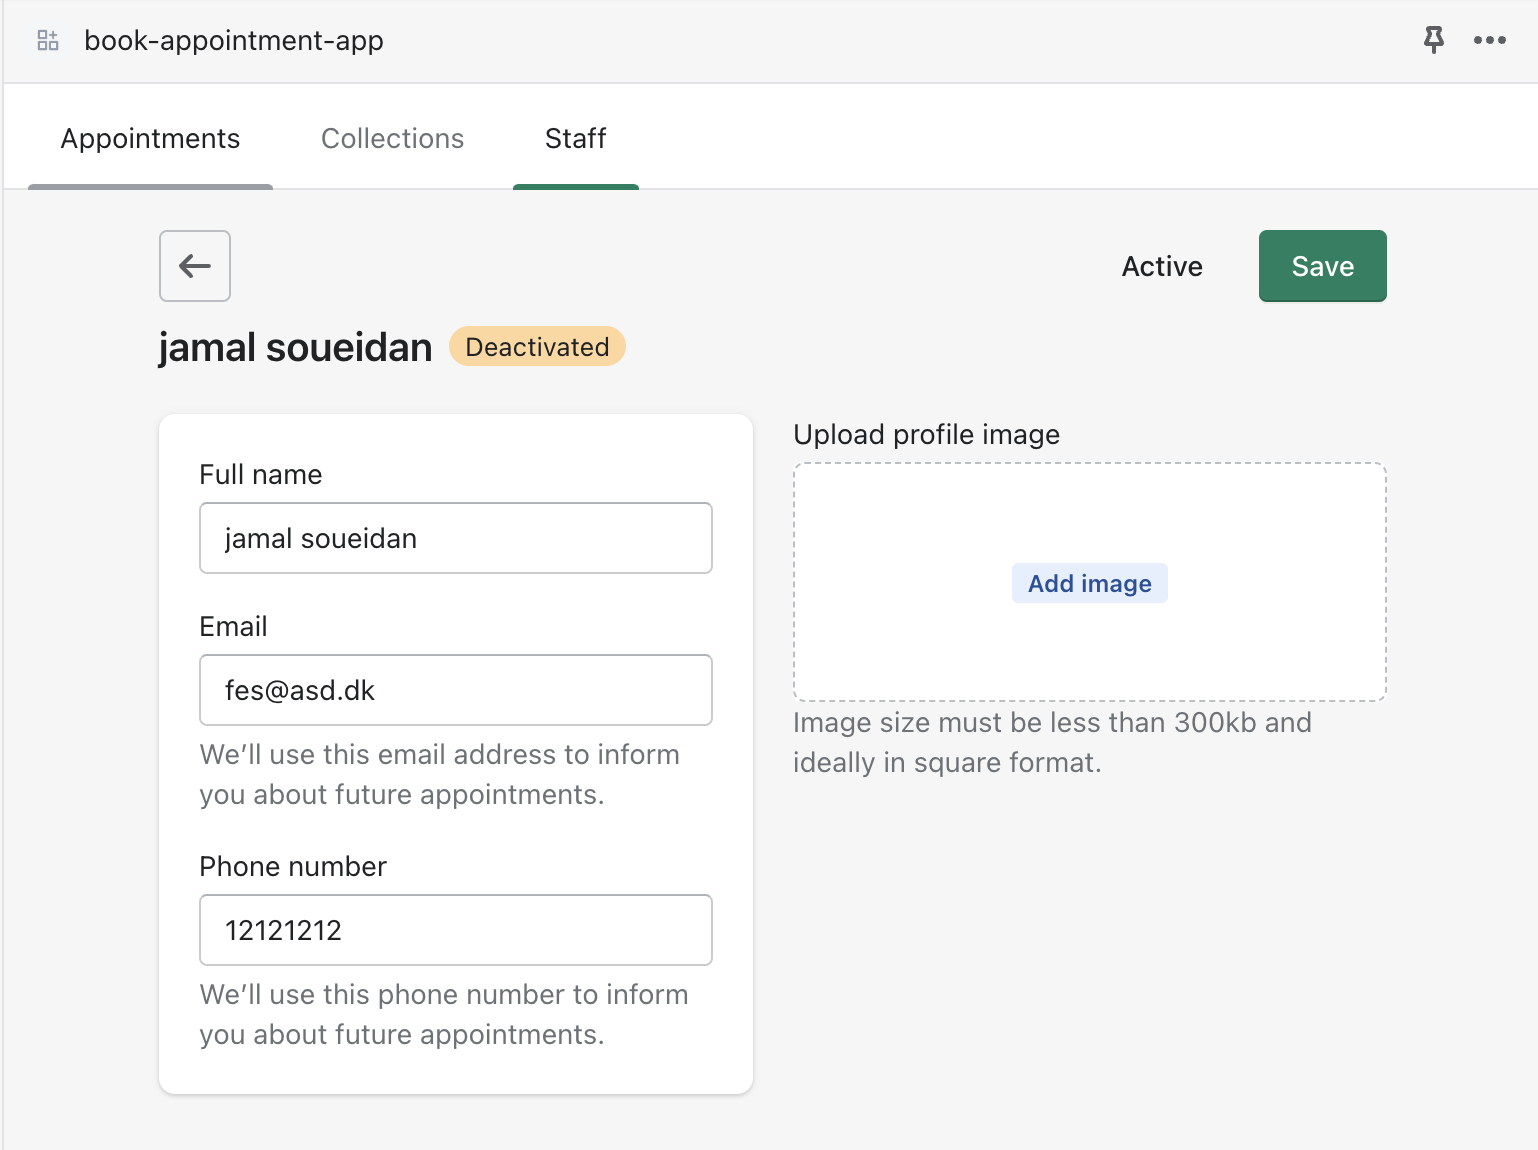 book-appointment-app
Appointments
Collections
Staff
Active
Save
jamal soueidan
Deactivated
Full name
jamal soueidan
Email
fes@asd.dk
We’ll use this email address to inform
you about future appointments.
Phone number
12121212
We’ll use this phone number to inform
you about future appointments.
Upload profile image
Add image
Image size must be less than 300kb and
ideally in square format.